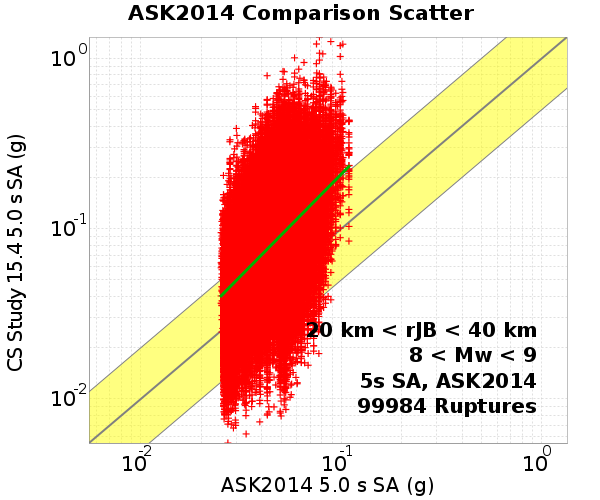 ASK2014 Comparison Scatter
CS Study 15.4 5.0 s SA (g)
10^0
10^-1
10^-2
20 km < rJB < 40 km
8 < Mw < 9
5s SA, ASK2014
99984 Ruptures
10^-2 10^-1 10^0
ASK2014 5.0 s SA (g)